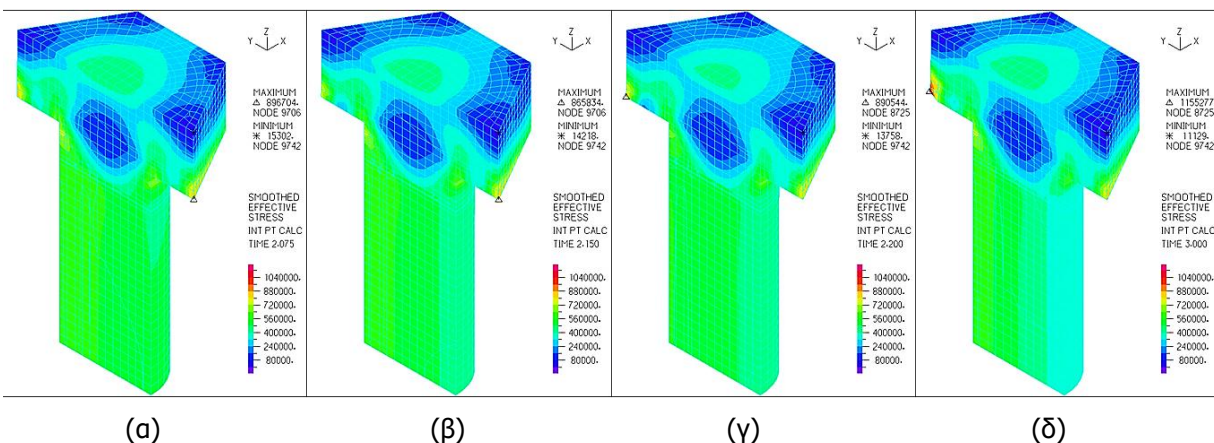 Z
Y X
MAXIMUM
△ 896704.
NODE 9706
MINIMUM
✳ 15302.
NODE 9742
SMOOTHED
EFFECTIVE
STRESS
INT PT CALC
TIME 2.075
1040000.
880000.
720000.
560000.
400000.
240000.
80000.
Z
Y X
MAXIMUM
△ 865834.
NODE 9706
MINIMUM
✳ 14218.
NODE 9742
SMOOTHED
EFFECTIVE
STRESS
INT PT CALC
TIME 2.150
1040000.
880000.
720000.
560000.
400000.
240000.
80000.
Z
Y X
MAXIMUM
△ 890544.
NODE 8725
MINIMUM
✳ 13758.
NODE 9742
SMOOTHED
EFFECTIVE
STRESS
INT PT CALC
TIME 2.200
1040000.
880000.
720000.
560000.
400000.
240000.
80000.
Z
Y X
MAXIMUM
△ 1155277
NODE 8725
MINIMUM
✳ 11129.
NODE 9742
SMOOTHED
EFFECTIVE
STRESS
INT PT CALC
TIME 3.000
1040000.
880000.
720000.
560000.
400000.
240000.
80000.
(α) (β) (γ) (δ)